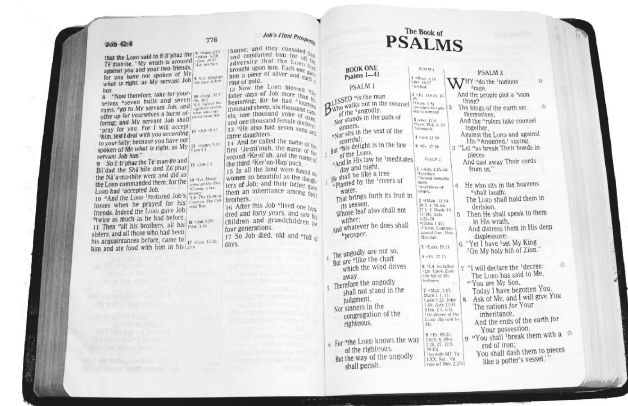 Job 42:8
776
Job's Final Prosperity
that the LORD said to Eliphaz the
Temanite, "My wrath is aroused
against you and your two friends,
for you have not spoken of Me
what is right, as My servant Job
has.
8 "Now therefore, take for your-
selves seven bulls and seven
rams, go to My servant Job, and
offer up for yourselves a burnt of-
fering; and My servant Job shall
pray for you. For I will accept
him, lest I deal with you according
to your folly; because you have not
spoken of Me what is right, as My
servant Job has."
9 So Eliphaz the Temanite and
Bildad the Shuhite and Zophar
the Naamathite went and did as
the LORD commanded them; for the
LORD had accepted Job.
10 And the LORD restored Job's
losses when he prayed for his
friends. Indeed the LORD gave Job
twice as much as he had before.
11 Then all his brothers, all his
sisters, and all those who had been
his acquaintances before, came to
him and ate food with him in his
house; and they consoled him
and comforted him for all the
adversity that the LORD had
brought upon him. Each one gave
him a piece of silver and each a
ring of gold.
12 Now the LORD blessed the
latter days of Job more than his
beginning; for he had fourteen
thousand sheep, six thousand cam-
els, one thousand yoke of oxen,
and one thousand female donkeys.
13 He also had seven sons and
three daughters.
14 And he called the name of the
first Jemimah, the name of the
second Keziah, and the name of
the third Keren-Happuch.
15 In all the land were found no
women so beautiful as the daugh-
ters of Job; and their father gave
them an inheritance among their
brothers.
16 After this Job lived one hun-
dred and forty years, and saw his
children and grandchildren for
four generations.
17 So Job died, old and full of
days.
The Book of
PSALMS
BOOK ONE
Psalms 1—41
PSALM 1
BLESSED is the man
Who walks not in the counsel
of the ungodly,
Nor stands in the path of
sinners,
Nor sits in the seat of the
scornful;
2 But his delight is in the law
of the LORD,
And in His law he meditates
day and night.
3 He shall be like a tree
Planted by the rivers of
water,
That brings forth its fruit in
its season,
Whose leaf also shall not
wither;
And whatever he does shall
prosper.
4 The ungodly are not so,
But are like the chaff
which the wind drives
away.
5 Therefore the ungodly
shall not stand in the
judgment,
Nor sinners in the
congregation of the
righteous.
6 For the LORD knows the way
of the righteous,
But the way of the ungodly
shall perish.
PSALM 1
PSALM 2
PSALM 2
WHY do the nations
rage,
And the people plot a vain
thing?
2 The kings of the earth set
themselves,
And the rulers take counsel
together,
Against the LORD and against
His Anointed, saying,
3 "Let us break Their bonds in
pieces
And cast away Their cords
from us."
4 He who sits in the heavens
shall laugh;
The LORD shall hold them in
derision.
5 Then He shall speak to them
in His wrath,
And distress them in His deep
displeasure:
6 "Yet I have set My King
On My holy hill of Zion."
7 "I will declare the decree:
The LORD has said to Me,
'You are My Son,
Today I have begotten You.
8 Ask of Me, and I will give You
The nations for Your
inheritance,
And the ends of the earth for
Your possession.
9 You shall break them with a
rod of iron;
You shall dash them to pieces
like a potter's vessel.'"